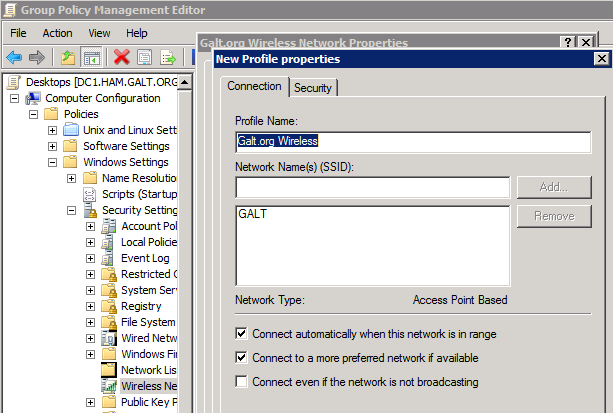 Group Policy Management Editor
File Action View Help
Desktops [DC1.HAM.GALT.ORG
Computer Configuration
Policies
Unix and Linux Sett
Software Settings
Windows Settings
Name Resolution
Scripts (Startup
Security Setting
Account Pol
Local Policie
Event Log
Restricted G
System Serv
Registry
File System
Wired Netw
Windows Fir
Network List
Wireless Ne
Public Key P
Galt.org Wireless Network Properties
New Profile properties
Connection Security
Profile Name:
Galt.org Wireless
Network Name(s) (SSID):
Add...
GALT
Remove
Network Type: Access Point Based
Connect automatically when this network is in range
Connect to a more preferred network if available
Connect even if the network is not broadcasting